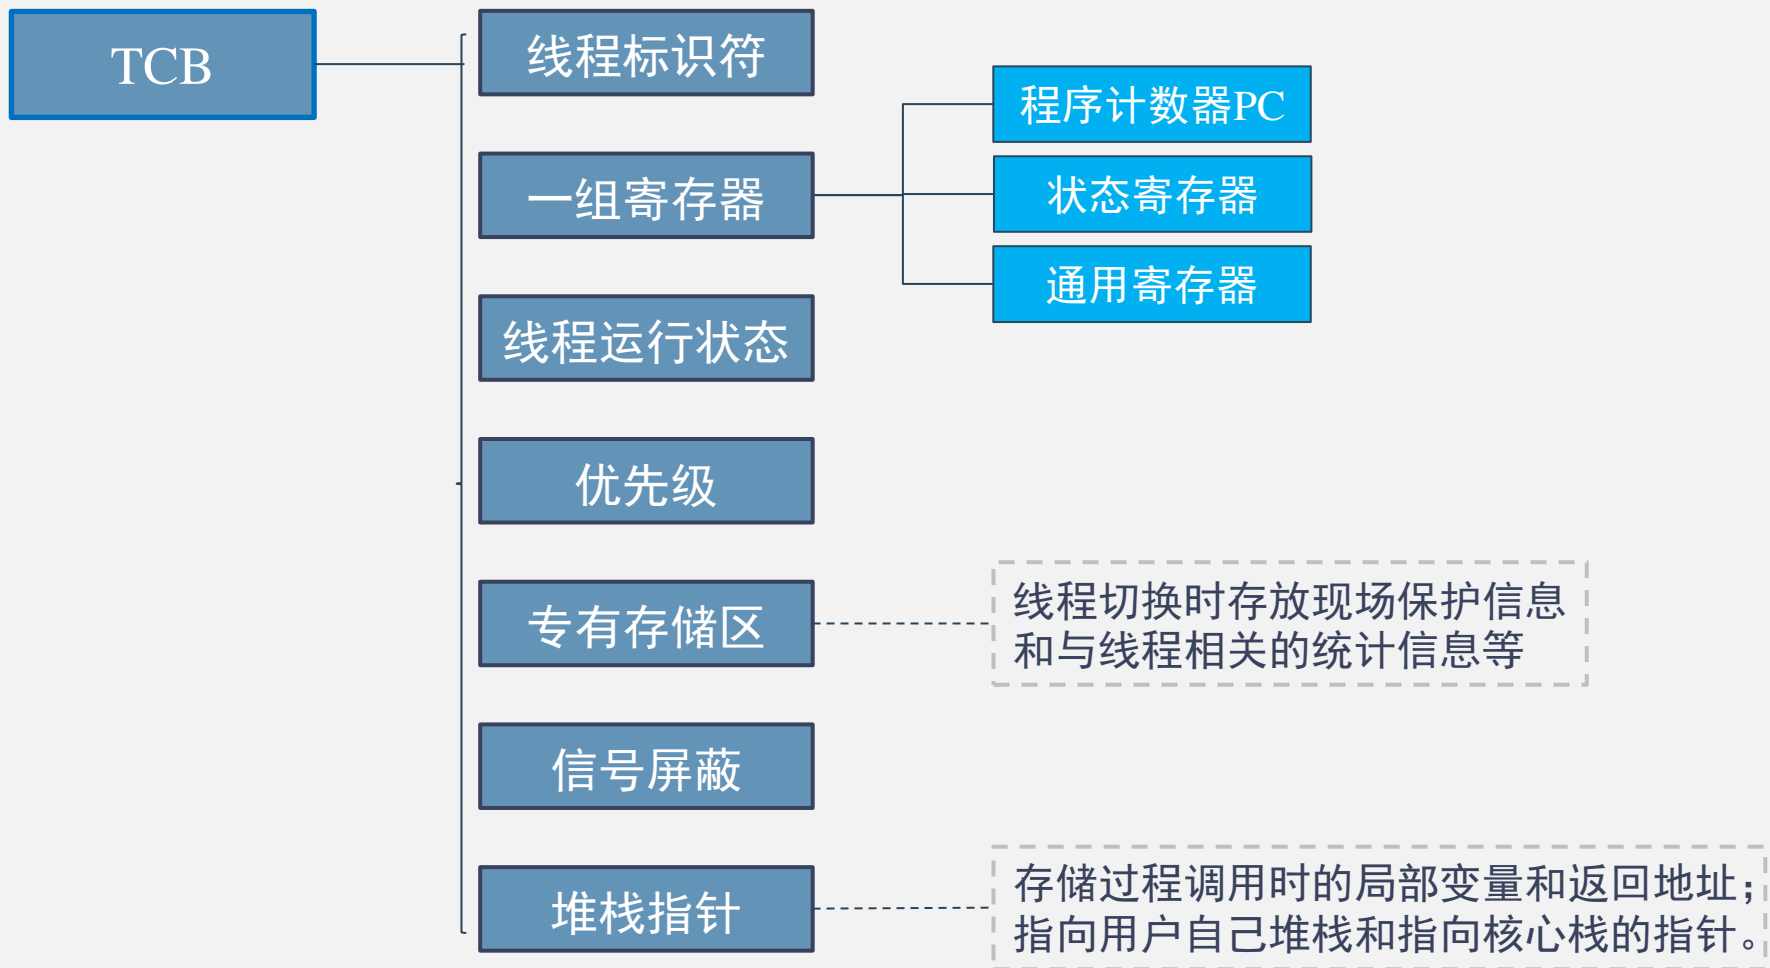 TCB
线程标识符
一组寄存器
程序计数器PC
状态寄存器
通用寄存器
线程运行状态
优先级
专有存储区
线程切换时存放现场保护信息
和与线程相关的统计信息等
信号屏蔽
堆栈指针
存储过程调用时的局部变量和返回地址；
指向用户自己堆栈和指向核心栈的指针。